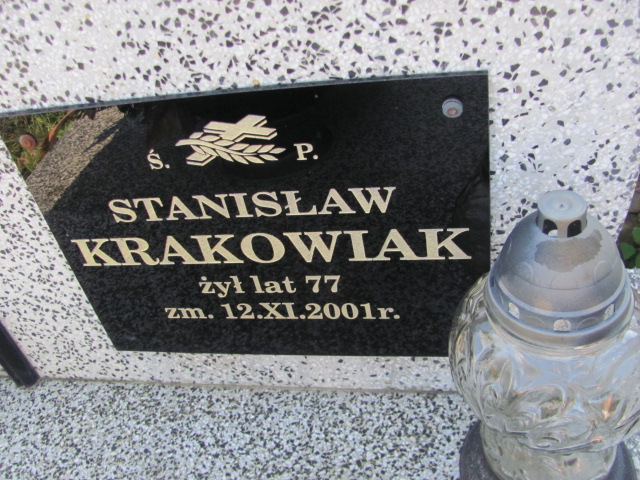 Ś. P.
STANISŁAW
KRAKOWIAK
żył lat 77
zm. 12.XI.2001r.